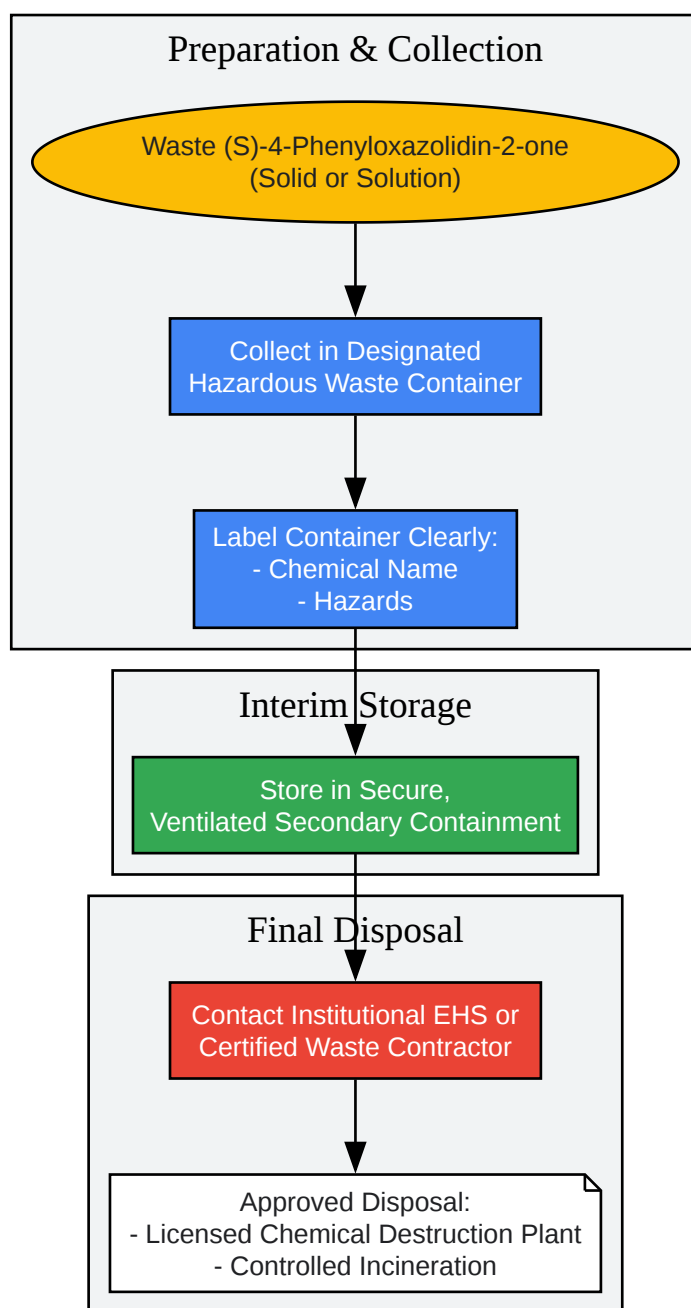 Preparation & Collection
Waste (S)-4-Phenyloxazolidin-2-one
(Solid or Solution)
Collect in Designated
Hazardous Waste Container
Label Container Clearly:
- Chemical Name
- Hazards
Interim Storage
Store in Secure,
Ventilated Secondary Containment
Final Disposal
Contact Institutional EHS or
Certified Waste Contractor
Approved Disposal:
- Licensed Chemical Destruction Plant
- Controlled Incineration